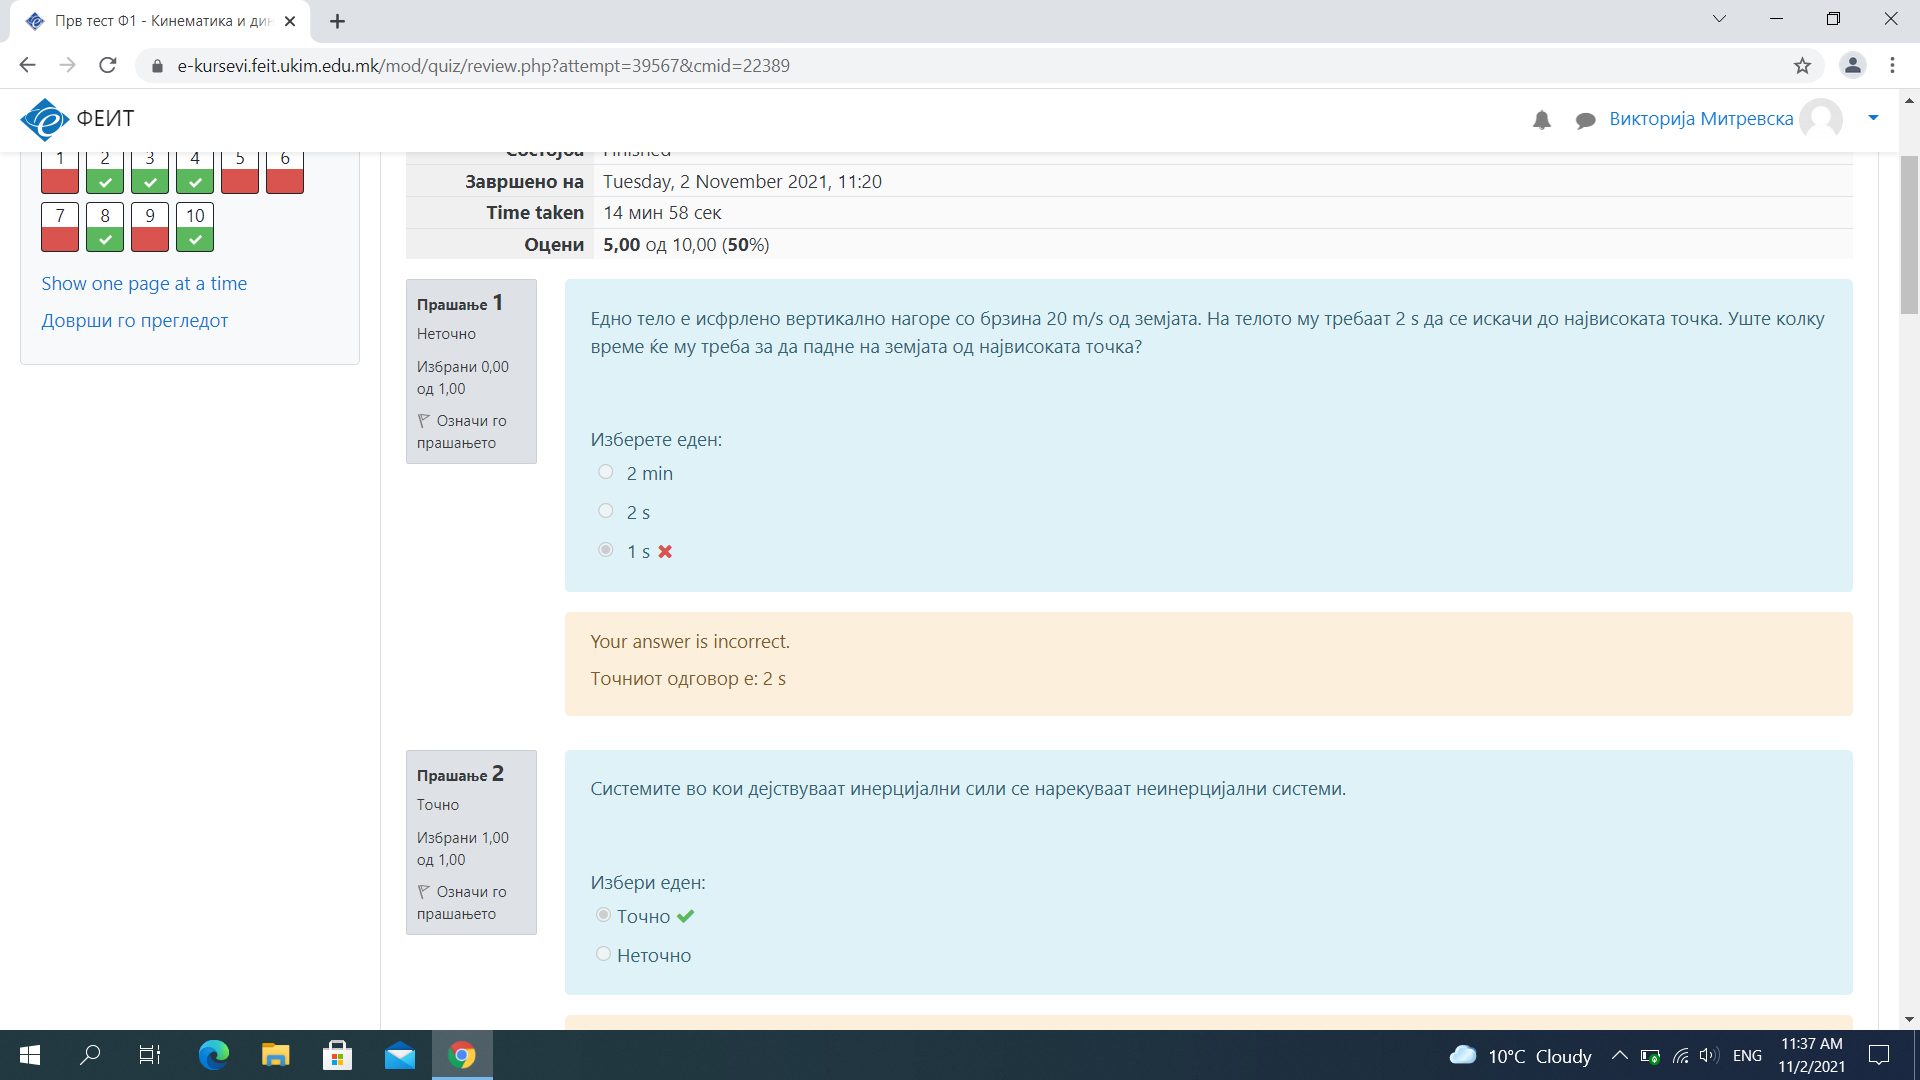 Прв тест Ф1 - Кинематика и дин
e-kursevi.feit.ukim.edu.mk/mod/quiz/review.php?attempt=39567&cmid=22389
ФЕИТ
Викторија Митревска
1 2 3 4 5 6
7 8 9 10
Show one page at a time
Доврши го прегледот
Состојба Finished
Завршено на Tuesday, 2 November 2021, 11:20
Time taken 14 мин 58 сек
Оцени 5,00 од 10,00 (50%)
Прашање 1
Неточно
Избрани 0,00
од 1,00
Означи го
прашањето
Едно тело е исфрлено вертикално нагоре со брзина 20 m/s од земјата. На телото му требаат 2 s да се искачи до највисоката точка. Уште колку
време ќе му треба за да падне на земјата од највисоката точка?
Изберете еден:
2 min
2 s
1 s
Your answer is incorrect.
Точниот одговор е: 2 s
Прашање 2
Точно
Избрани 1,00
од 1,00
Означи го
прашањето
Системите во кои дејствуваат инерцијални сили се нарекуваат неинерцијални системи.
Избери еден:
Точно
Неточно
10°C Cloudy
ENG
11:37 AM
11/2/2021